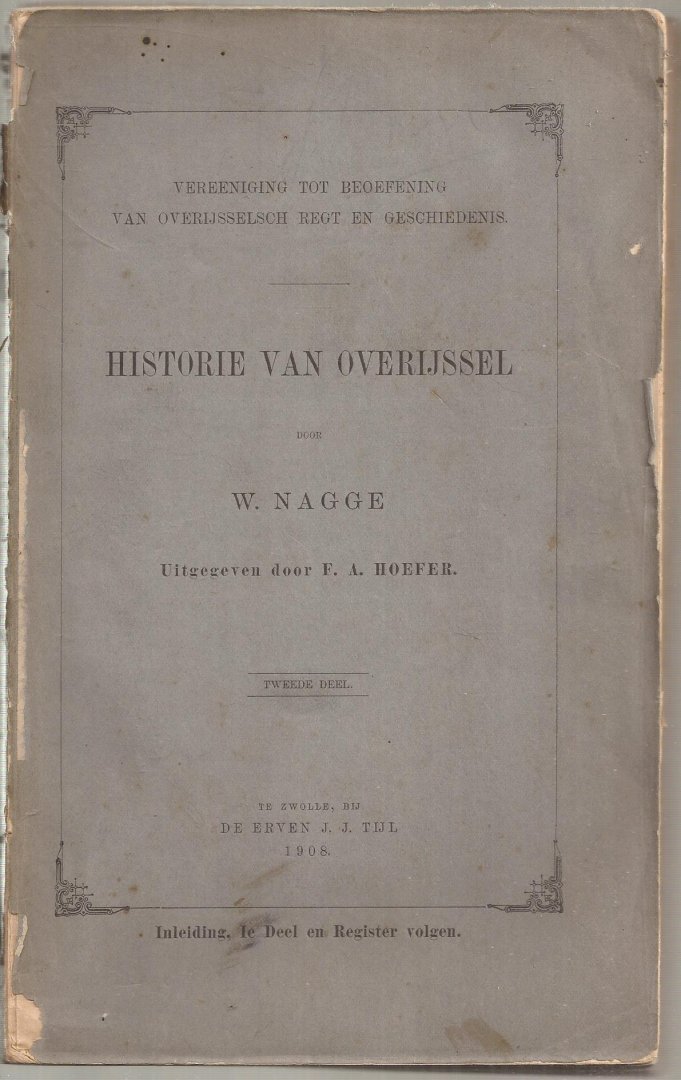 VEREENIGING TOT BEOEFENING
VAN OVERIJSSELSCH REGT EN GESCHIEDENIS.
HISTORIE VAN OVERIJSSEL
DOOR
W. NAGGE
Uitgegeven door F. A. HOEFER.
TWEEDE DEEL.
TE ZWOLLE, BIJ
DE ERVEN J. J. TIJL
1908.
Inleiding, Ie Deel en Register volgen.